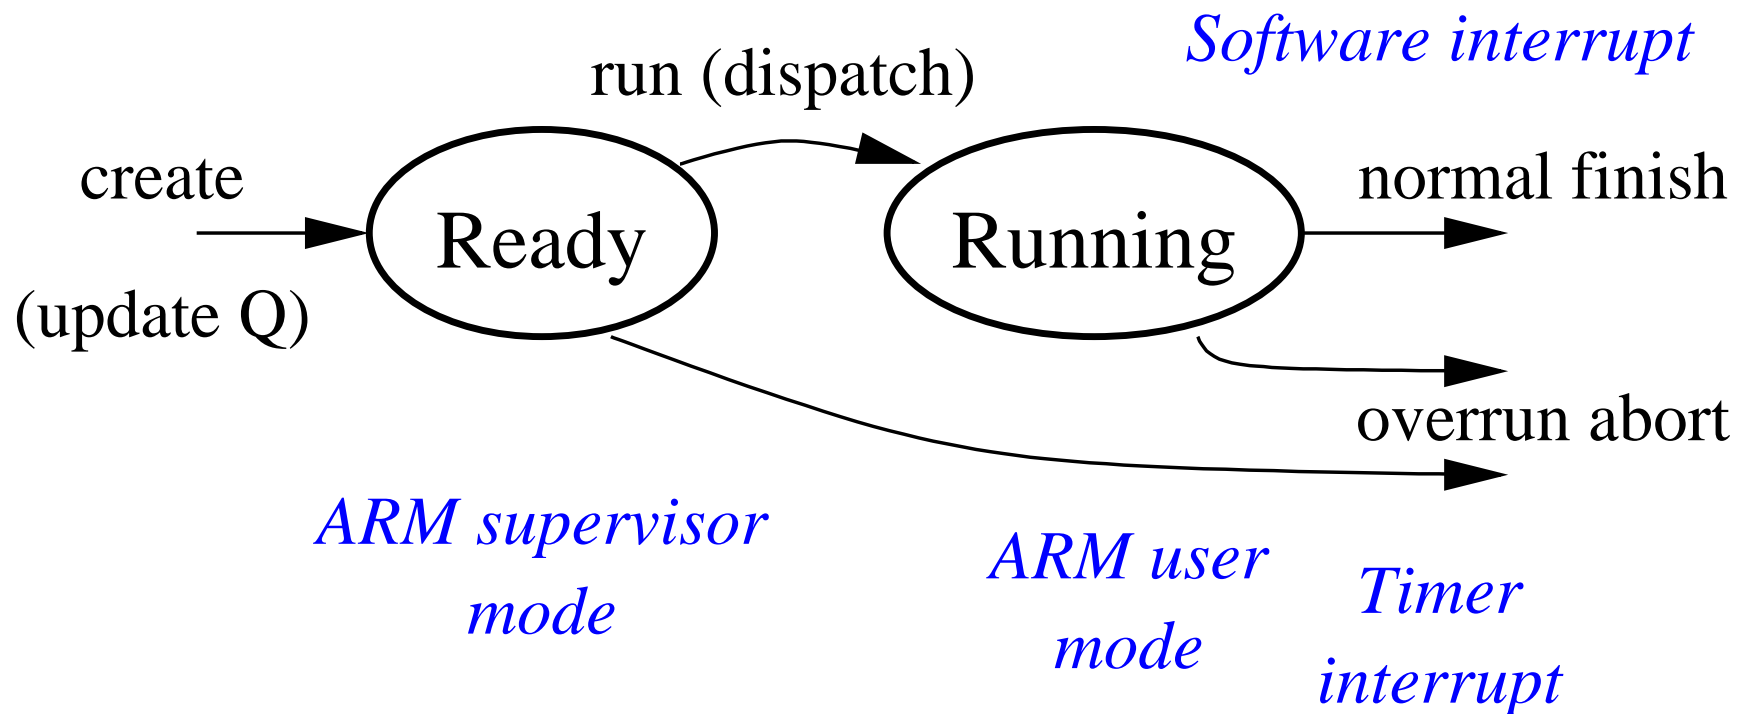 Software interrupt
run (dispatch)
create
normal finish
Ready
Running
(update Q)
overrun abort
ARM supervisor
mode
ARM user
mode
Timer
interrupt